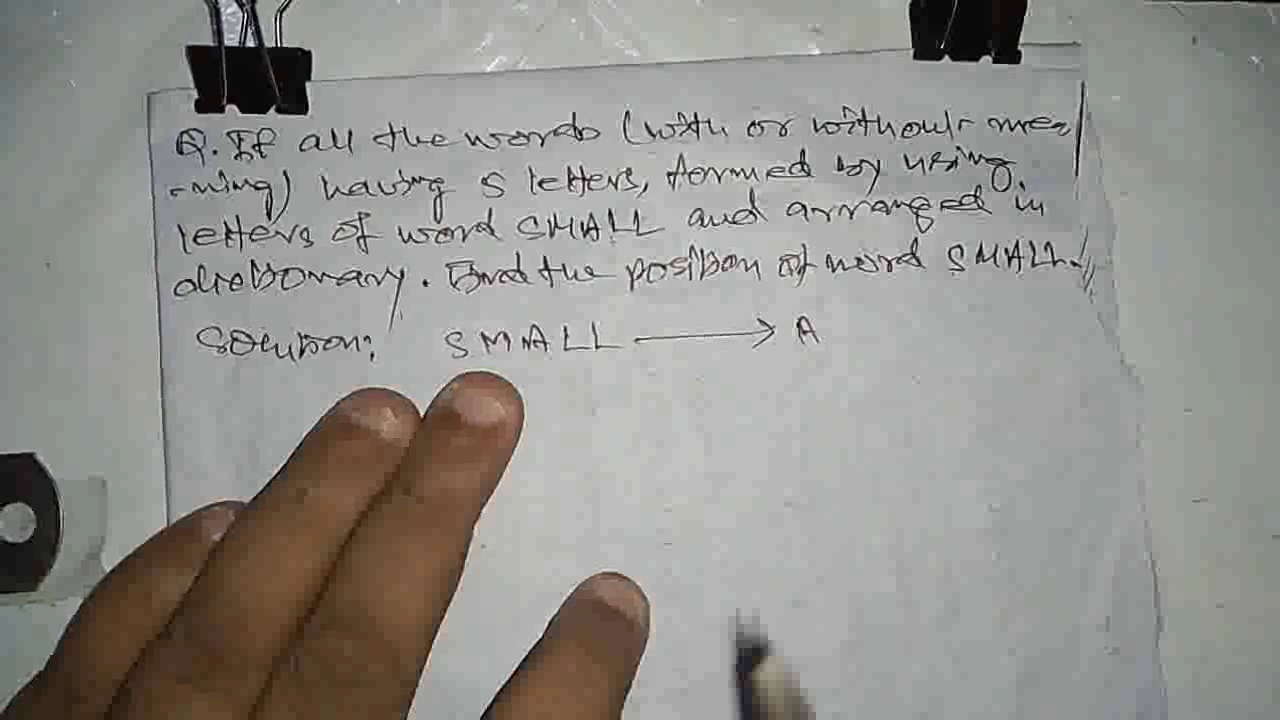 Q. If all the words (with or without mea
-ning) having 5 letters, formed by using
letters of word SMALL and arranged in
dictionary. Find the position of word SMALL.
Solution: SMALL → A